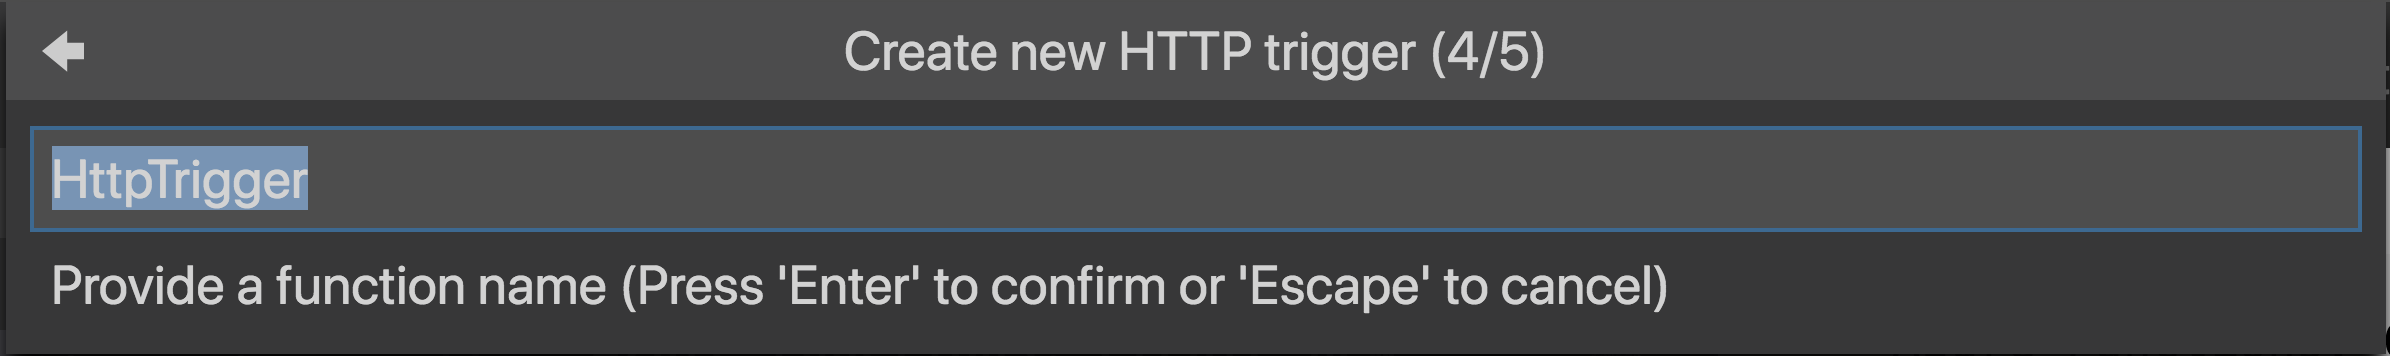 Create new HTTP trigger (4/5)
HttpTrigger
Provide a function name (Press 'Enter' to confirm or 'Escape' to cancel)